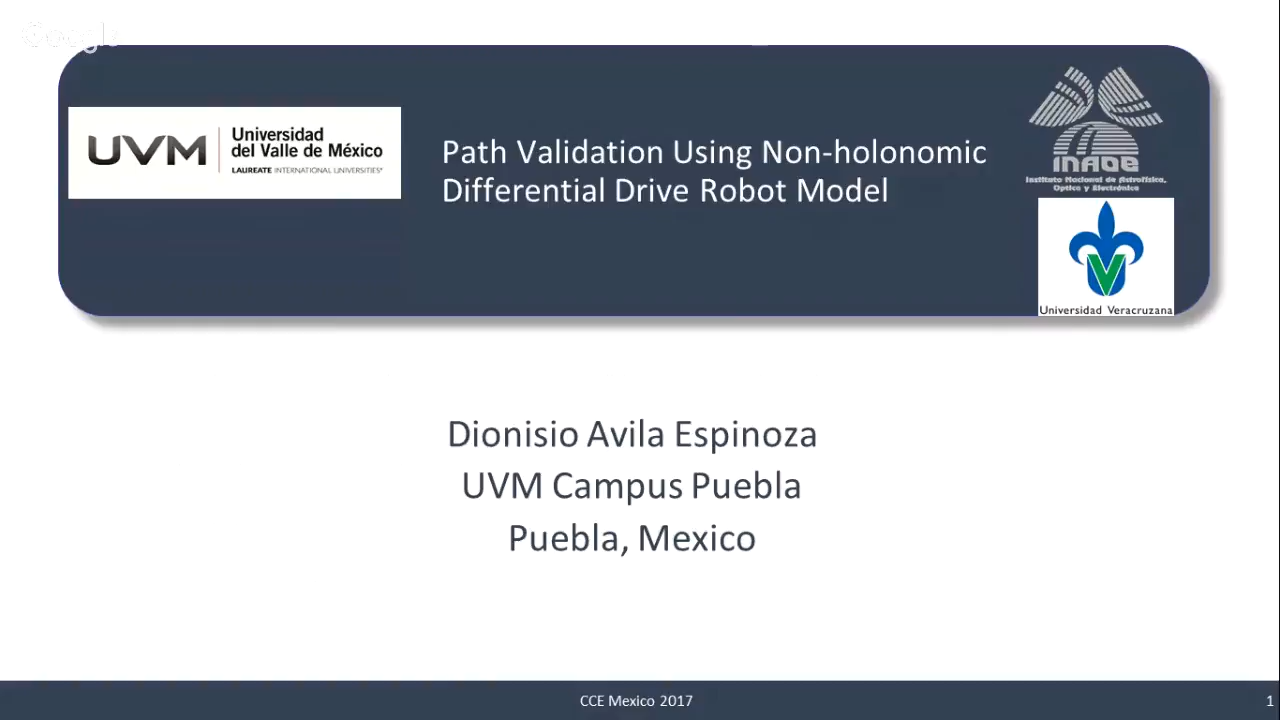 Google
UVM
Universidad
del Valle de México
LAUREATE INTERNATIONAL UNIVERSITIES®
Path Validation Using Non-holonomic
Differential Drive Robot Model
INAOE
Instituto Nacional de Astrofísica,
Optica y Electrónica
Universidad Veracruzana
Dionisio Avila Espinoza
UVM Campus Puebla
Puebla, Mexico
CCE Mexico 2017
1